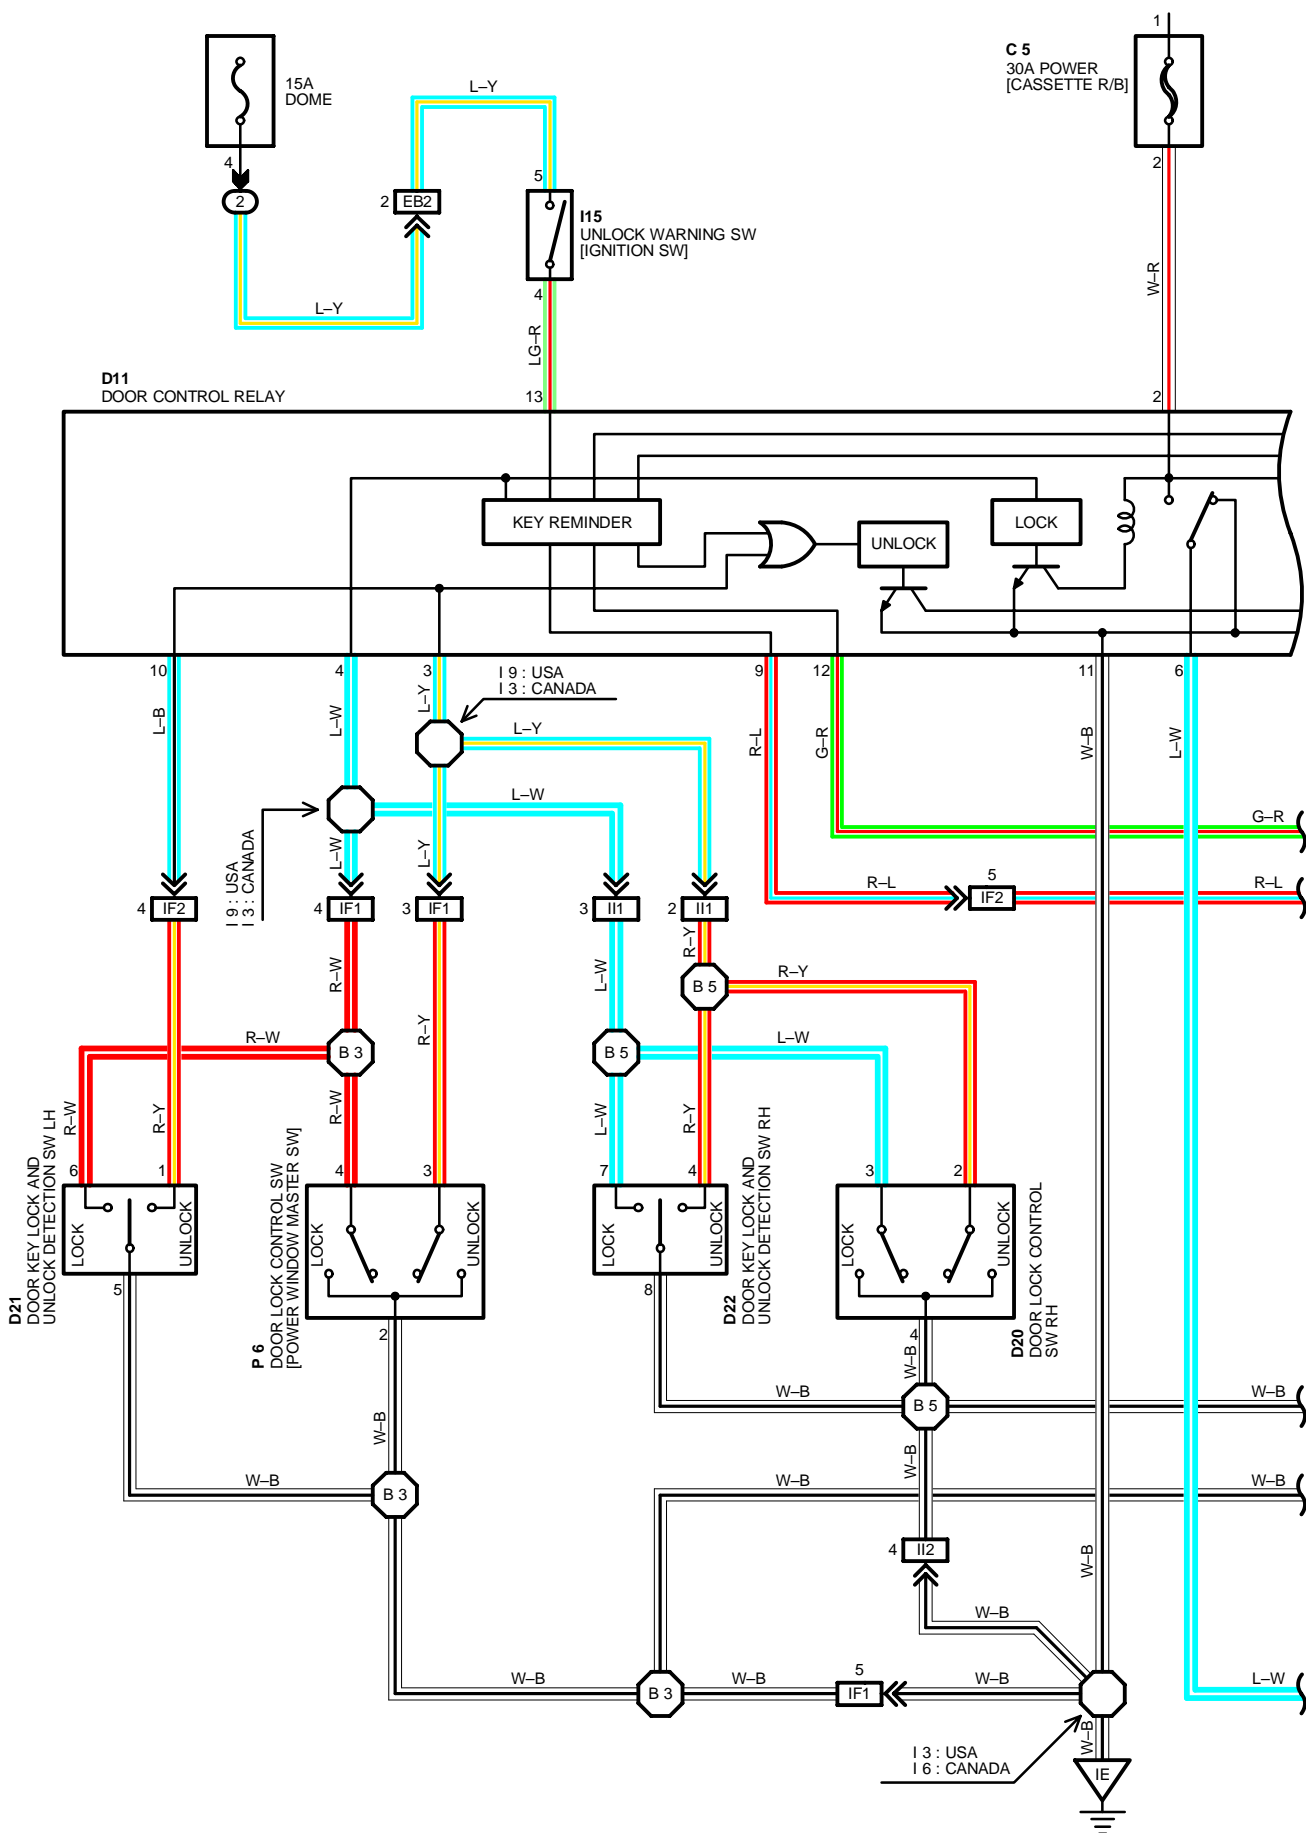 1
C 5
30A POWER
[CASSETTE R/B]
15A
DOME
L–Y
4
2
5
2
2 EB2
I15
UNLOCK WARNING SW
[IGNITION SW]
L–Y
W–R
4
LG–R
D11
DOOR CONTROL RELAY
13
2
KEY REMINDER
UNLOCK
LOCK
10
4
3
I 9 : USA
I 3 : CANADA
9
12
11
6
L–B
L–W
L–Y
L–Y
R–L
G–R
W–B
L–W
L–W
G–R
I 9 : USA
I 3 : CANADA
L–W
L–Y
R–L
5
R–L
4 IF2
4 IF1
3 IF1
3 II1
2 II1
IF2
R–Y
R–W
L–W
B 5
R–Y
R–Y
R–W
B 3
B 5
L–W
R–W
R–Y
R–W
L–W
R–Y
6
1
4
3
7
4
3
2
LOCK
UNLOCK
LOCK
UNLOCK
LOCK
UNLOCK
LOCK
UNLOCK
D21
DOOR KEY LOCK AND
UNLOCK DETECTION SW LH
5
P 6
DOOR LOCK CONTROL SW
[POWER WINDOW MASTER SW]
2
8
D22
DOOR KEY LOCK AND
UNLOCK DETECTION SW RH
4
D20
DOOR LOCK CONTROL
SW RH
W–B
W–B
B 5
W–B
W–B
W–B
W–B
B 3
W–B
W–B
4 II2
W–B
W–B
W–B
B 3
W–B
5
IF1
W–B
L–W
W–B
I 3 : USA
I 6 : CANADA
IE